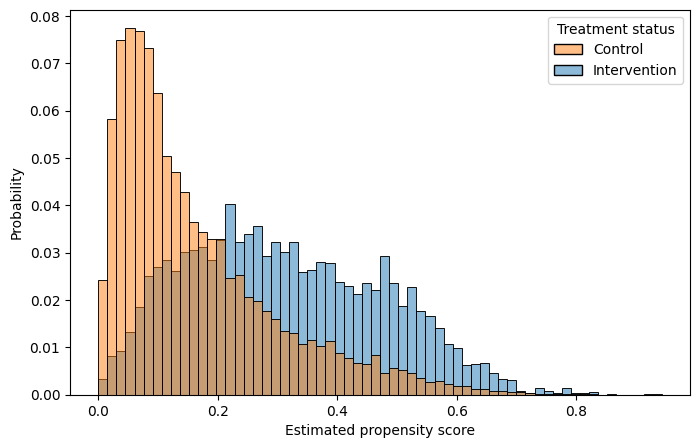 Treatment status
Control
Intervention
0.08
0.07
0.06
0.05
0.04
0.03
0.02
0.01
0.00
Probability
0.0 0.2 0.4 0.6 0.8
Estimated propensity score